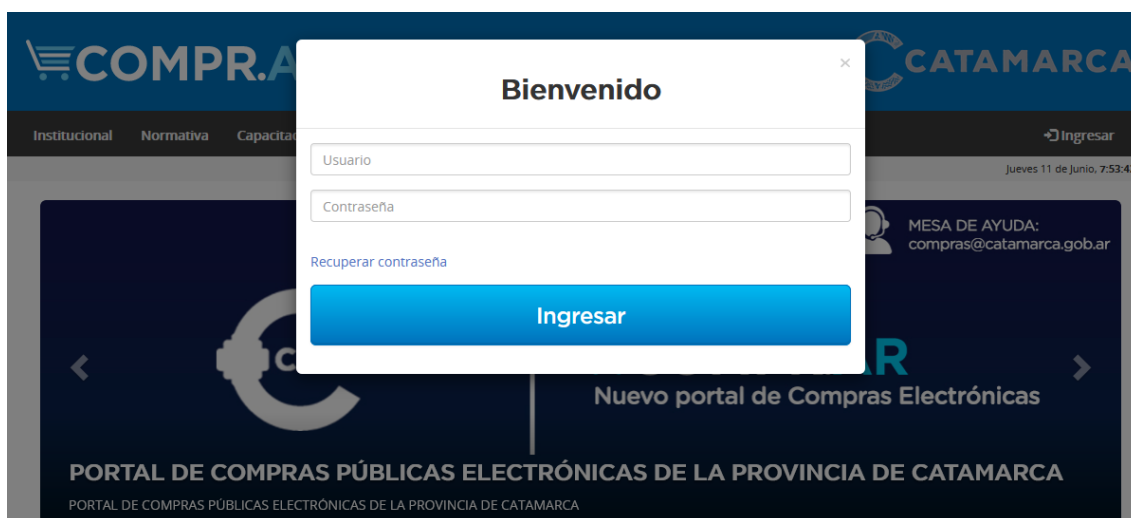 COMPR.A
CATAMARCA
Bienvenido
×
Institucional Normativa Capacitac
Ingresar
Usuario
Jueves 11 de Junio, 7:53:4
Contraseña
MESA DE AYUDA:
compras@catamarca.gob.ar
Recuperar contraseña
Ingresar
C
R
Nuevo portal de Compras Electrónicas
PORTAL DE COMPRAS PÚBLICAS ELECTRÓNICAS DE LA PROVINCIA DE CATAMARCA
PORTAL DE COMPRAS PÚBLICAS ELECTRÓNICAS DE LA PROVINCIA DE CATAMARCA